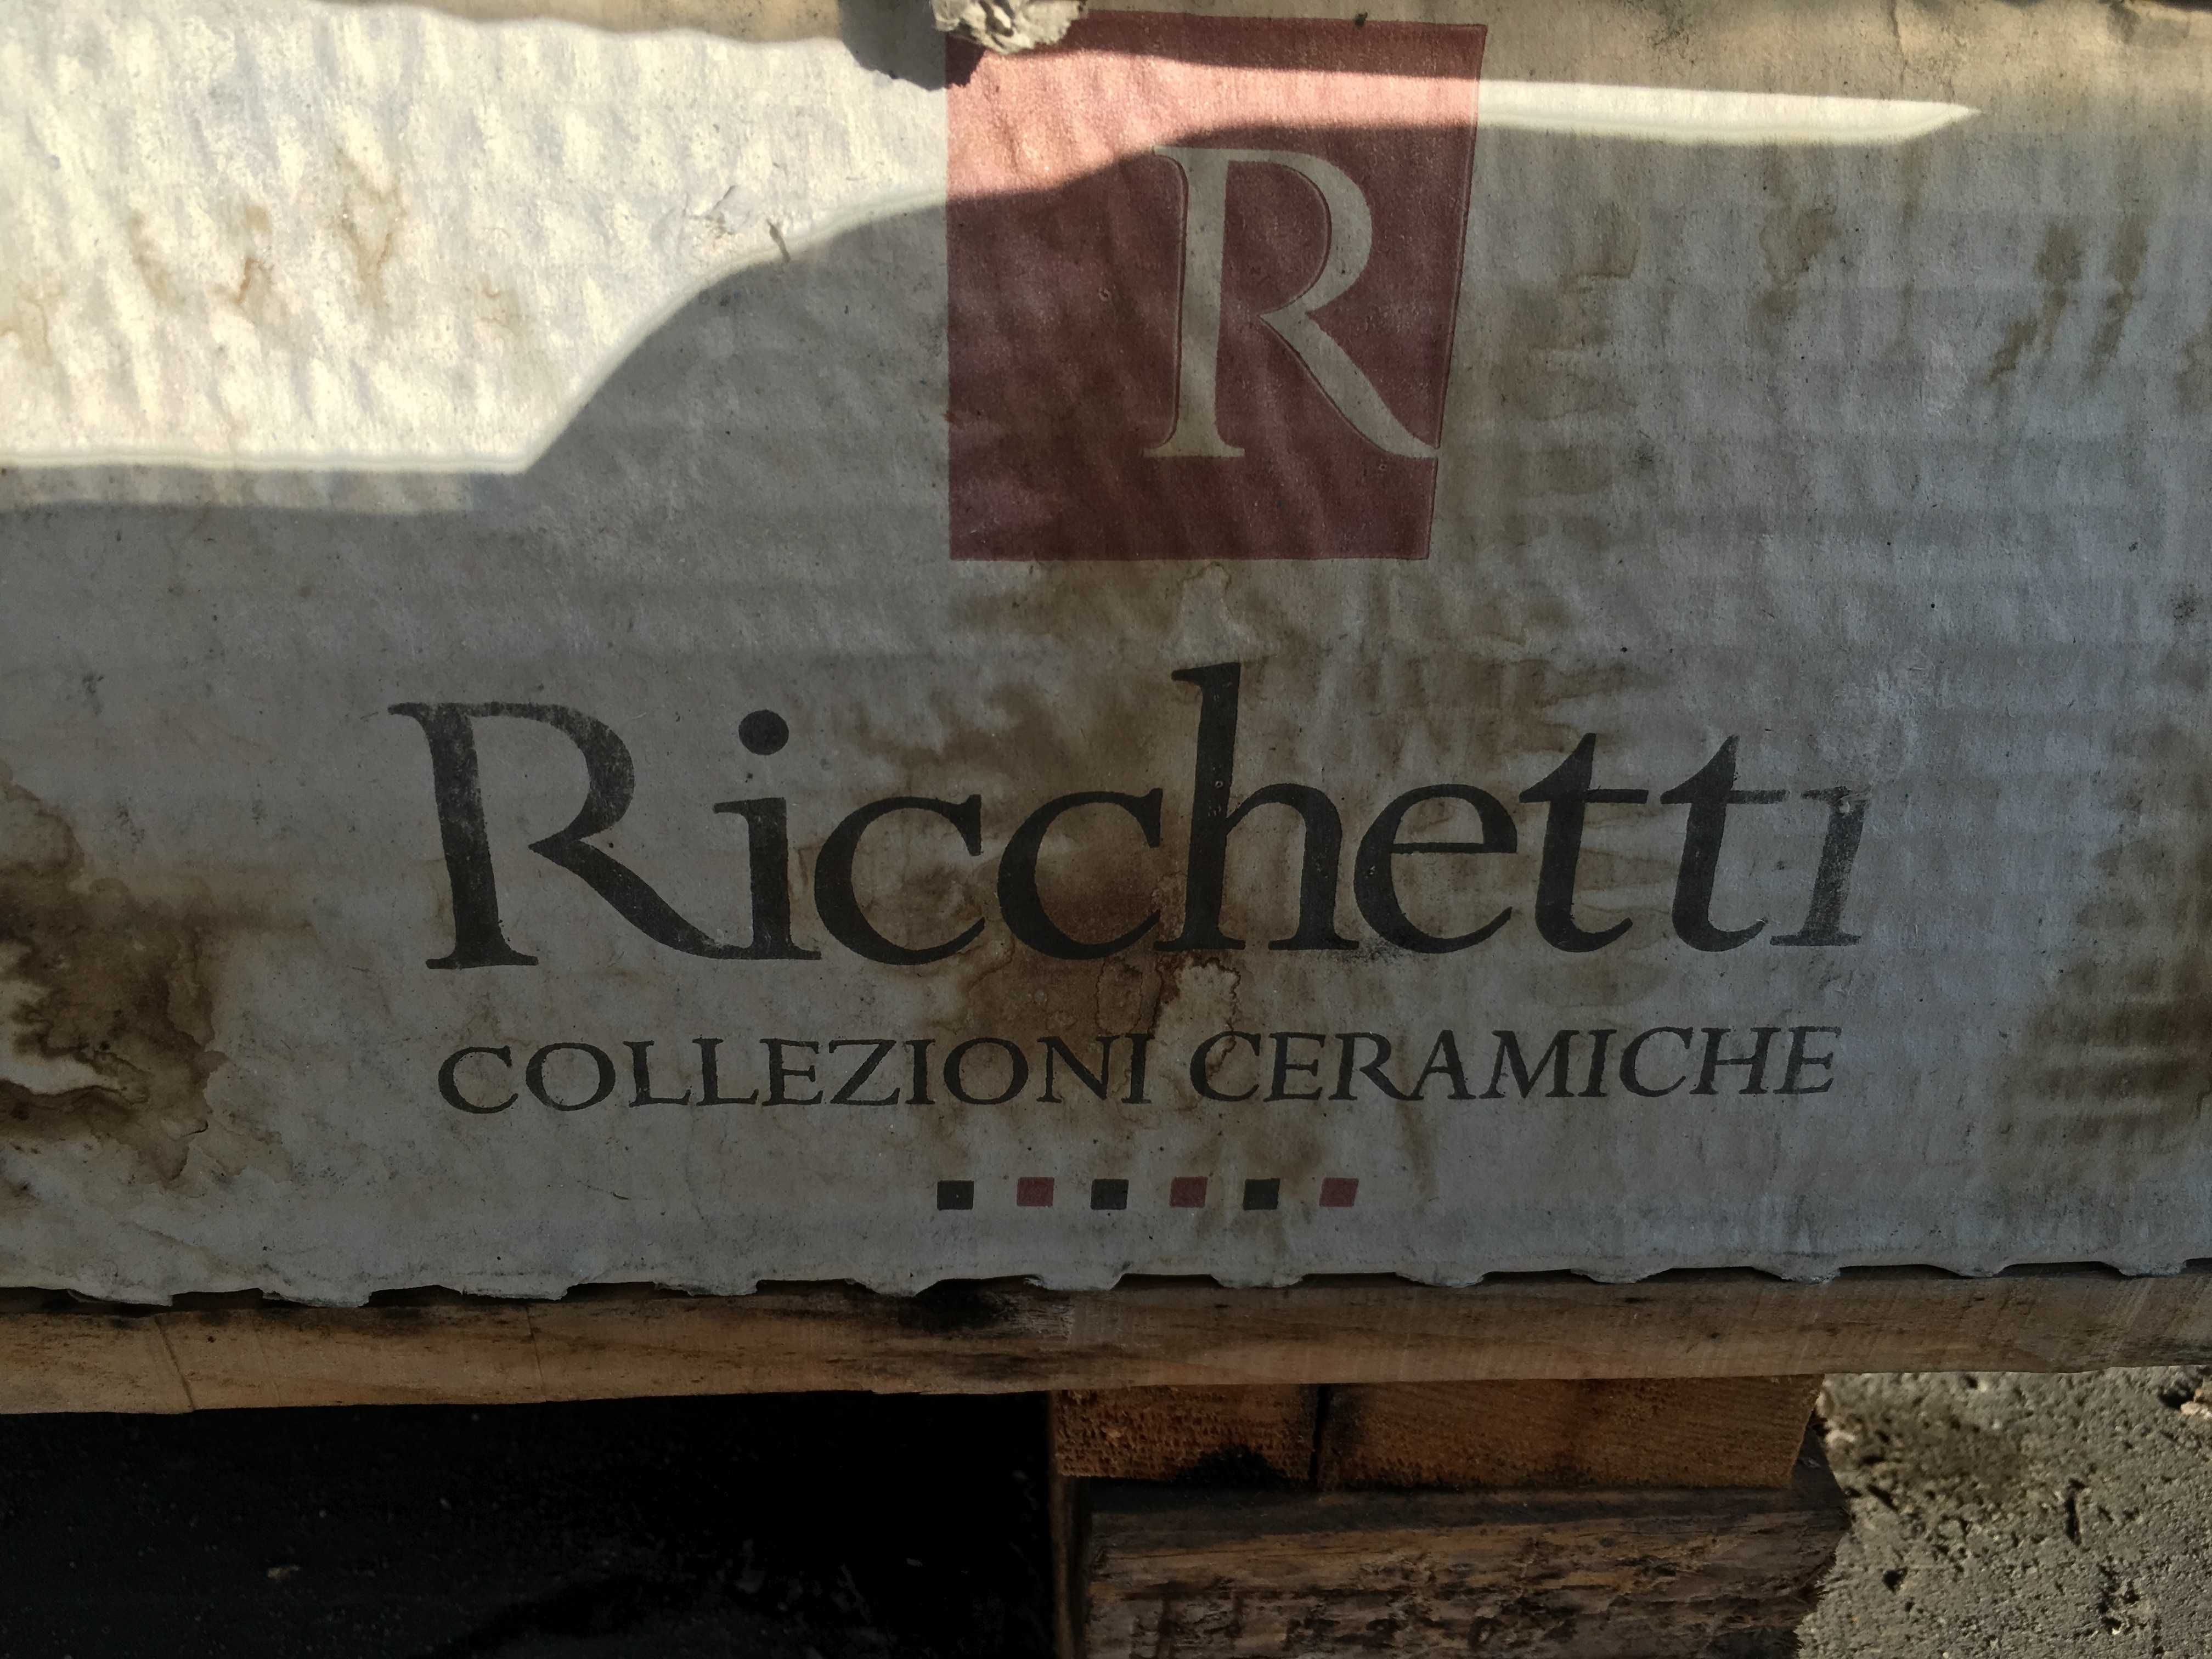 R
Ricchetti
COLLEZIONI CERAMICHE